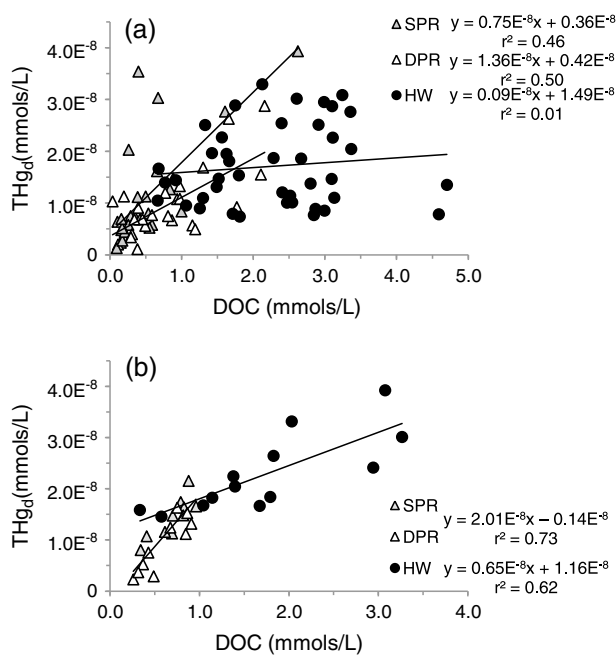 (a)
SPR y = 0.75E⁻⁸x + 0.36E⁻⁸
r² = 0.46
DPR y = 1.36E⁻⁸x + 0.42E⁻⁸
r² = 0.50
HW y = 0.09E⁻⁸x + 1.49E⁻⁸
r² = 0.01
THg_d(mmols/L)
4.0E⁻⁸
3.0E⁻⁸
2.0E⁻⁸
1.0E⁻⁸
0
0.0 1.0 2.0 3.0 4.0 5.0
DOC (mmols/L)
(b)
THg_d(mmols/L)
4.0E⁻⁸
3.0E⁻⁸
2.0E⁻⁸
1.0E⁻⁸
0
SPR
y = 2.01E⁻⁸x − 0.14E⁻⁸
DPR r² = 0.73
HW y = 0.65E⁻⁸x + 1.16E⁻⁸
r² = 0.62
0.0 1.0 2.0 3.0 4.0
DOC (mmols/L)